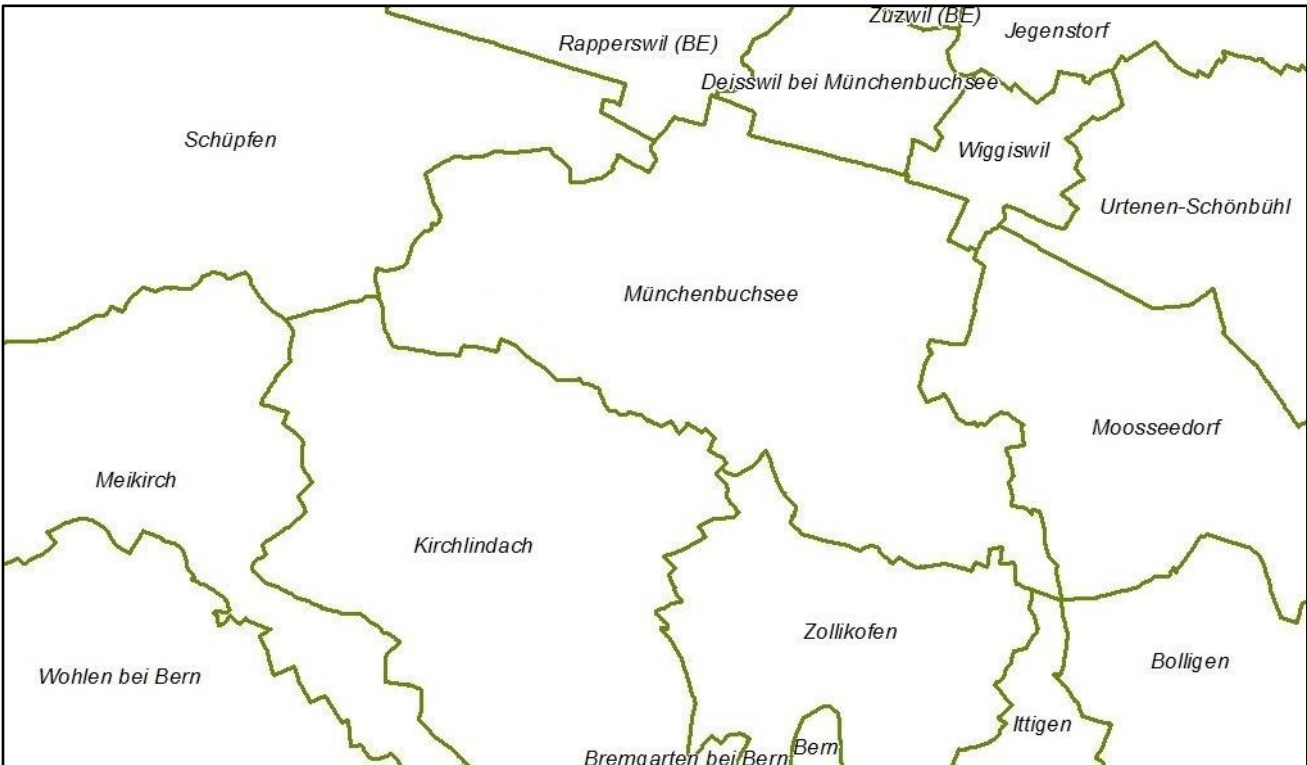 Zuzwil (BE)
Jegenstorf
Rapperswil (BE)
Deisswil bei Münchenbuchsee
Schüpfen
Wiggiswil
Urtenen-Schönbühl
Münchenbuchsee
Moosseedorf
Meikirch
Kirchlindach
Zollikofen
Bolligen
Wohlen bei Bern
Ittigen
Bern
Bremgarten bei Bern